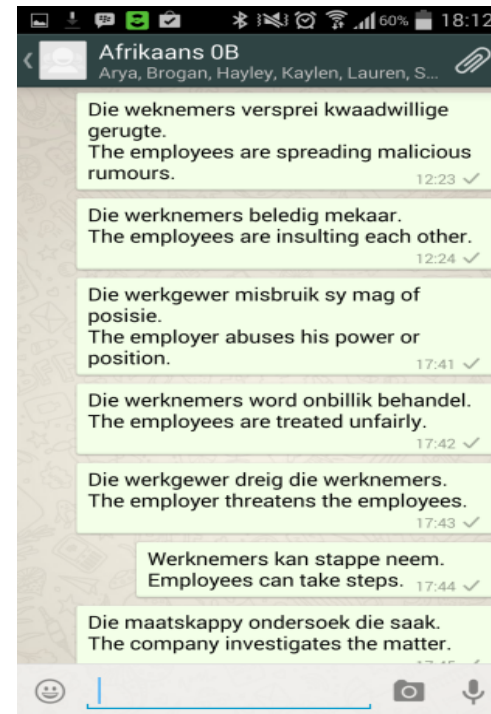 60% 18:12
Afrikaans 0B
Arya, Brogan, Hayley, Kaylen, Lauren, S...
Die weknemers versprei kwaadwillige
gerugte.
The employees are spreading malicious
rumours.
12:23
Die werknemers beledig mekaar.
The employees are insulting each other.
12:24
Die werkgewer misbruik sy mag of
posisie.
The employer abuses his power or
position.
17:41
Die werknemers word onbillik behandel.
The employees are treated unfairly.
17:42
Die werkgewer dreig die werknemers.
The employer threatens the employees.
17:43
Werknemers kan stappe neem.
Employees can take steps. 17:44
Die maatskappy ondersoek die saak.
The company investigates the matter.